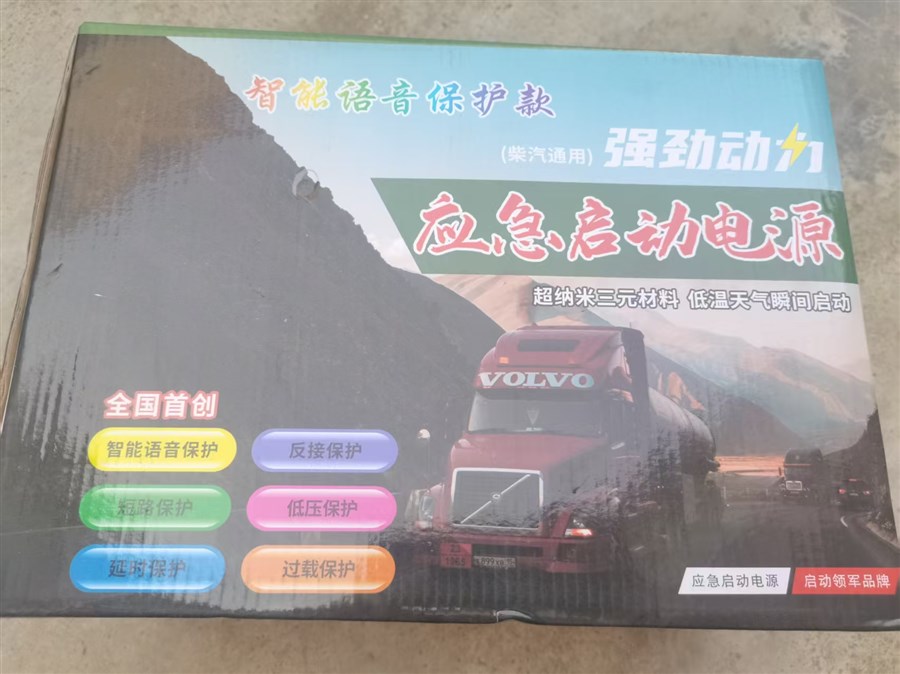 智能语音保护款
(柴汽通用) 强劲动力
应急启动电源
超纳米三元材料 低温天气瞬间启动
VOLVO
全国首创
智能语音保护 反接保护
短路保护 低压保护
延时保护 过载保护
应急启动电源 启动领军品牌